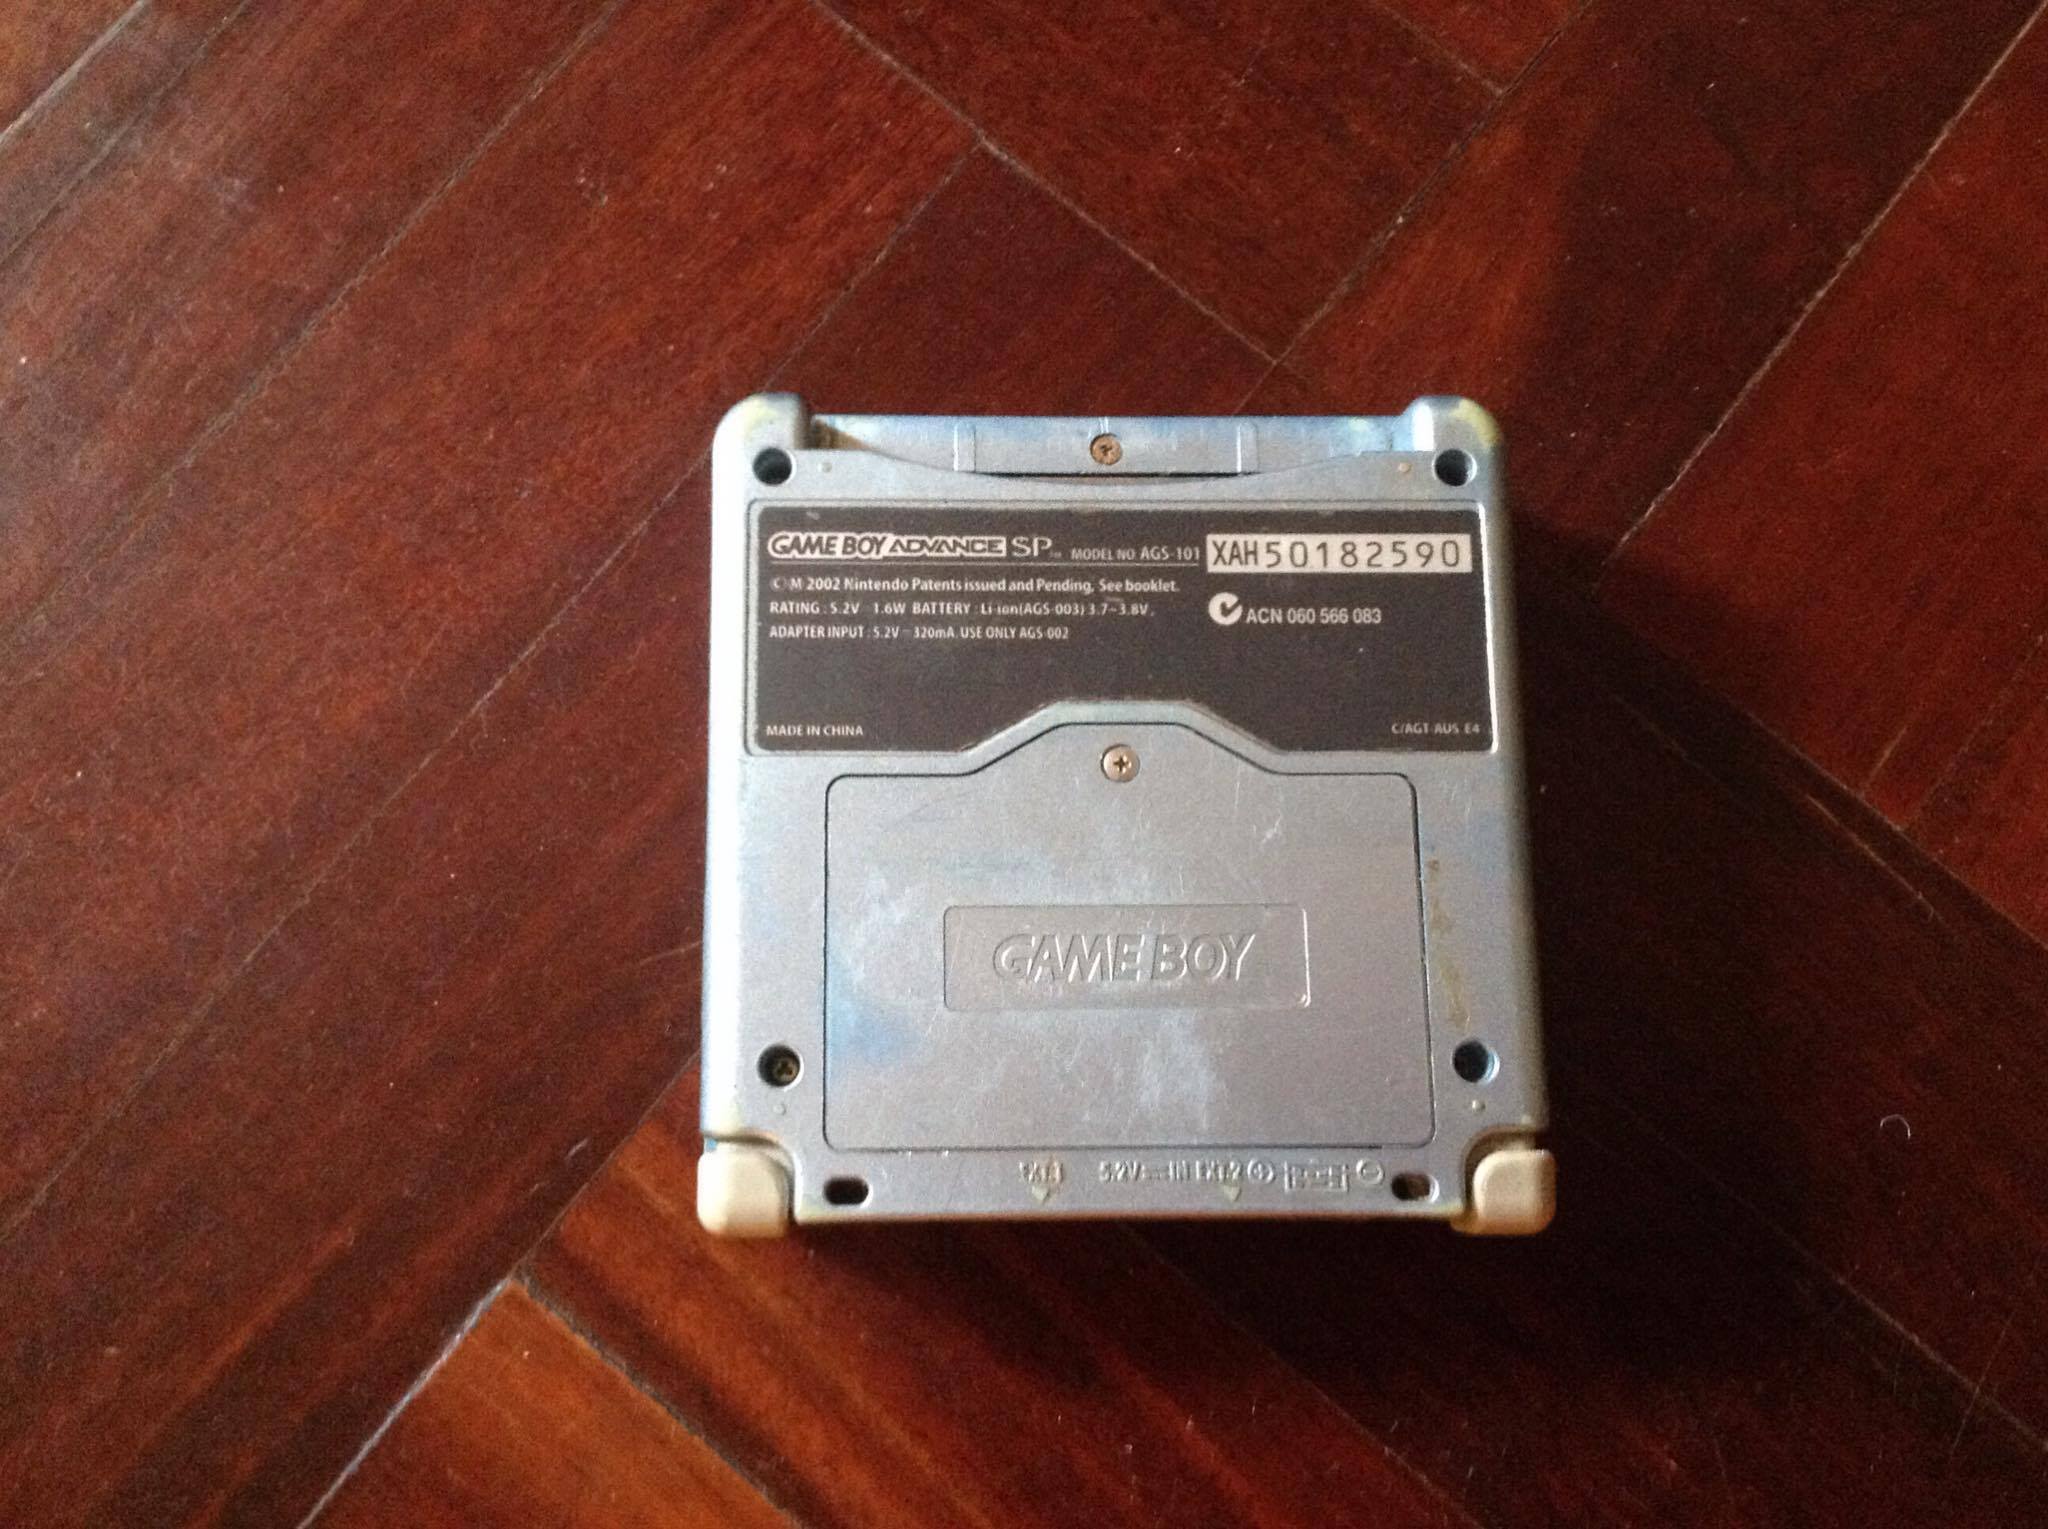 GAME BOY ADVANCE SP TM MODEL NO AGS-101 XAH50182590
©M 2002 Nintendo Patents issued and Pending, See booklet.
RATING : 5.2V ⎓ 1.6W BATTERY : Li-ion(AGS-003) 3.7~3.8V,
ACN 060 566 083
ADAPTER INPUT : 5.2V ⎓ 320mA. USE ONLY AGS-002
MADE IN CHINA
C/AGT-AUS E4
GAME BOY
EXT.1 5.2V⎓IN EXT.2